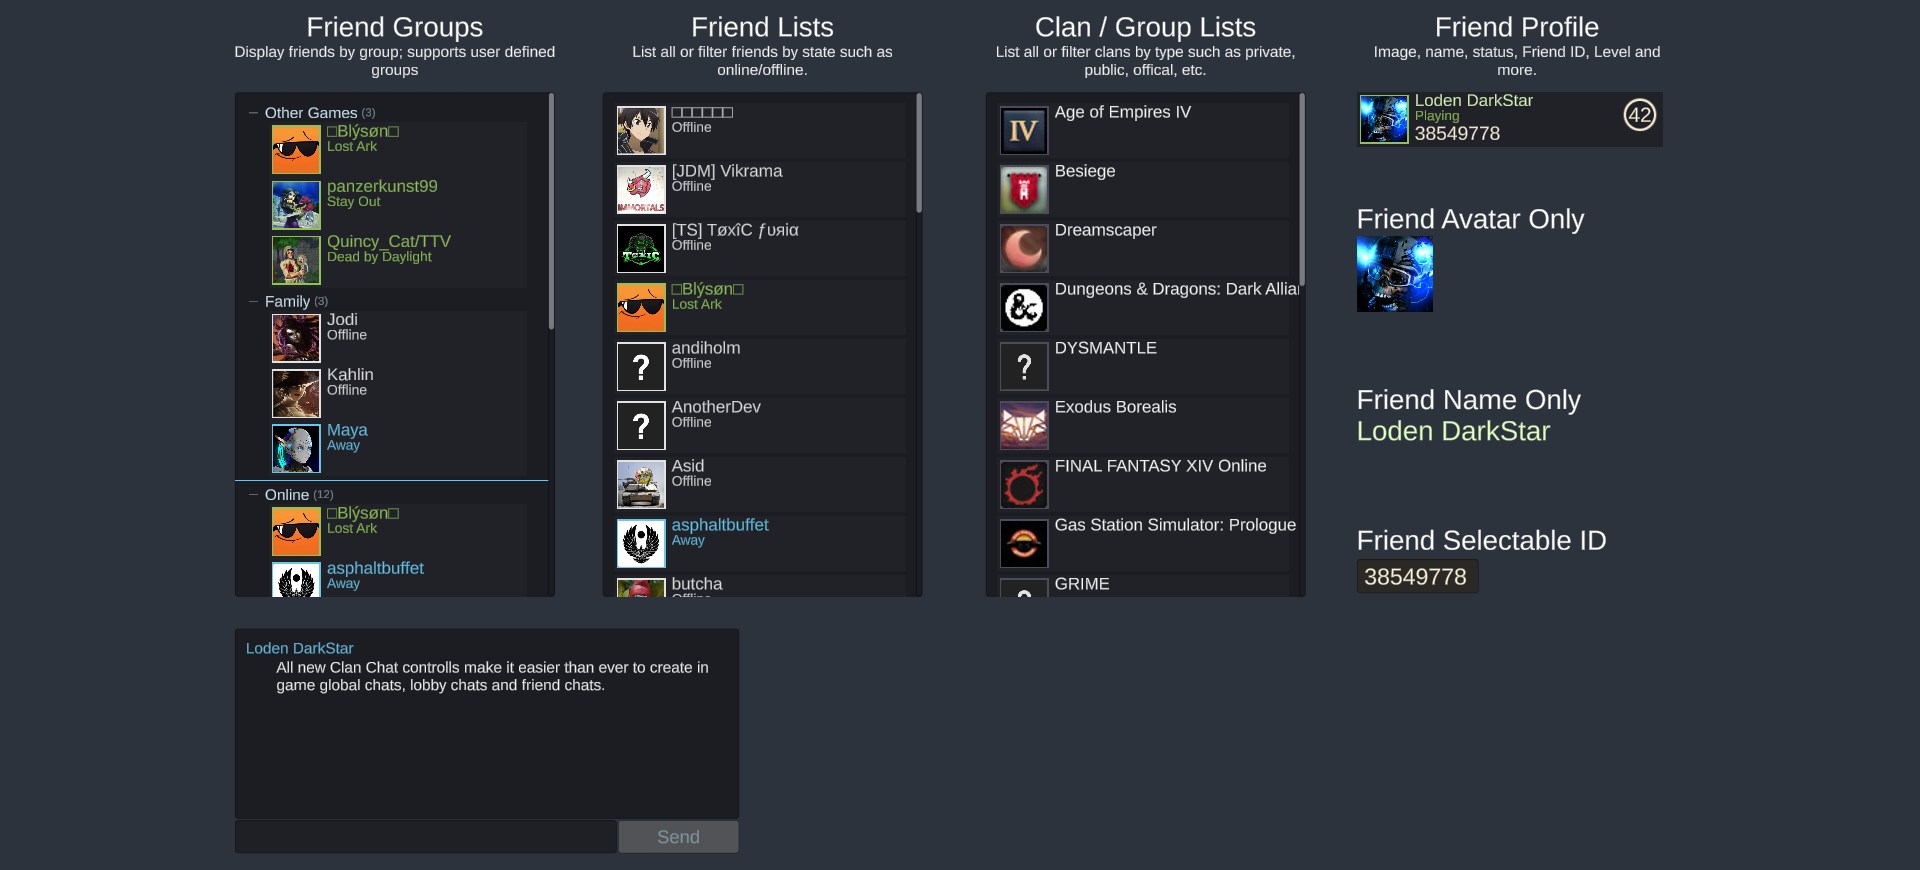 Friend Groups
Display friends by group; supports user defined
groups
— Other Games (3)
□Blýsøn□
Lost Ark
panzerkunst99
Stay Out
Quincy_Cat/TTV
Dead by Daylight
— Family (3)
Jodi
Offline
Kahlin
Offline
Maya
Away
— Online (12)
□Blýsøn□
Lost Ark
asphaltbuffet
Away
Friend Lists
List all or filter friends by state such as
online/offline.
□□□□□□
Offline
[JDM] Vikrama
Offline
IMMORTALS
[TS] TøxîC ƒυяiα
Offline
TOXIC
□Blýsøn□
Lost Ark
andiholm
Offline
?
AnotherDev
Offline
?
Asid
Offline
asphaltbuffet
Away
butcha
Offline
Clan / Group Lists
List all or filter clans by type such as private,
public, offical, etc.
Age of Empires IV
IV
Besiege
Dreamscaper
Dungeons & Dragons: Dark Allian
&
DYSMANTLE
?
Exodus Borealis
FINAL FANTASY XIV Online
Gas Station Simulator: Prologue
GRIME
?
Friend Profile
Image, name, status, Friend ID, Level and
more.
Loden DarkStar
Playing
38549778
42
Friend Avatar Only
Friend Name Only
Loden DarkStar
Friend Selectable ID
38549778
Loden DarkStar
All new Clan Chat controlls make it easier than ever to create in
game global chats, lobby chats and friend chats.
Send